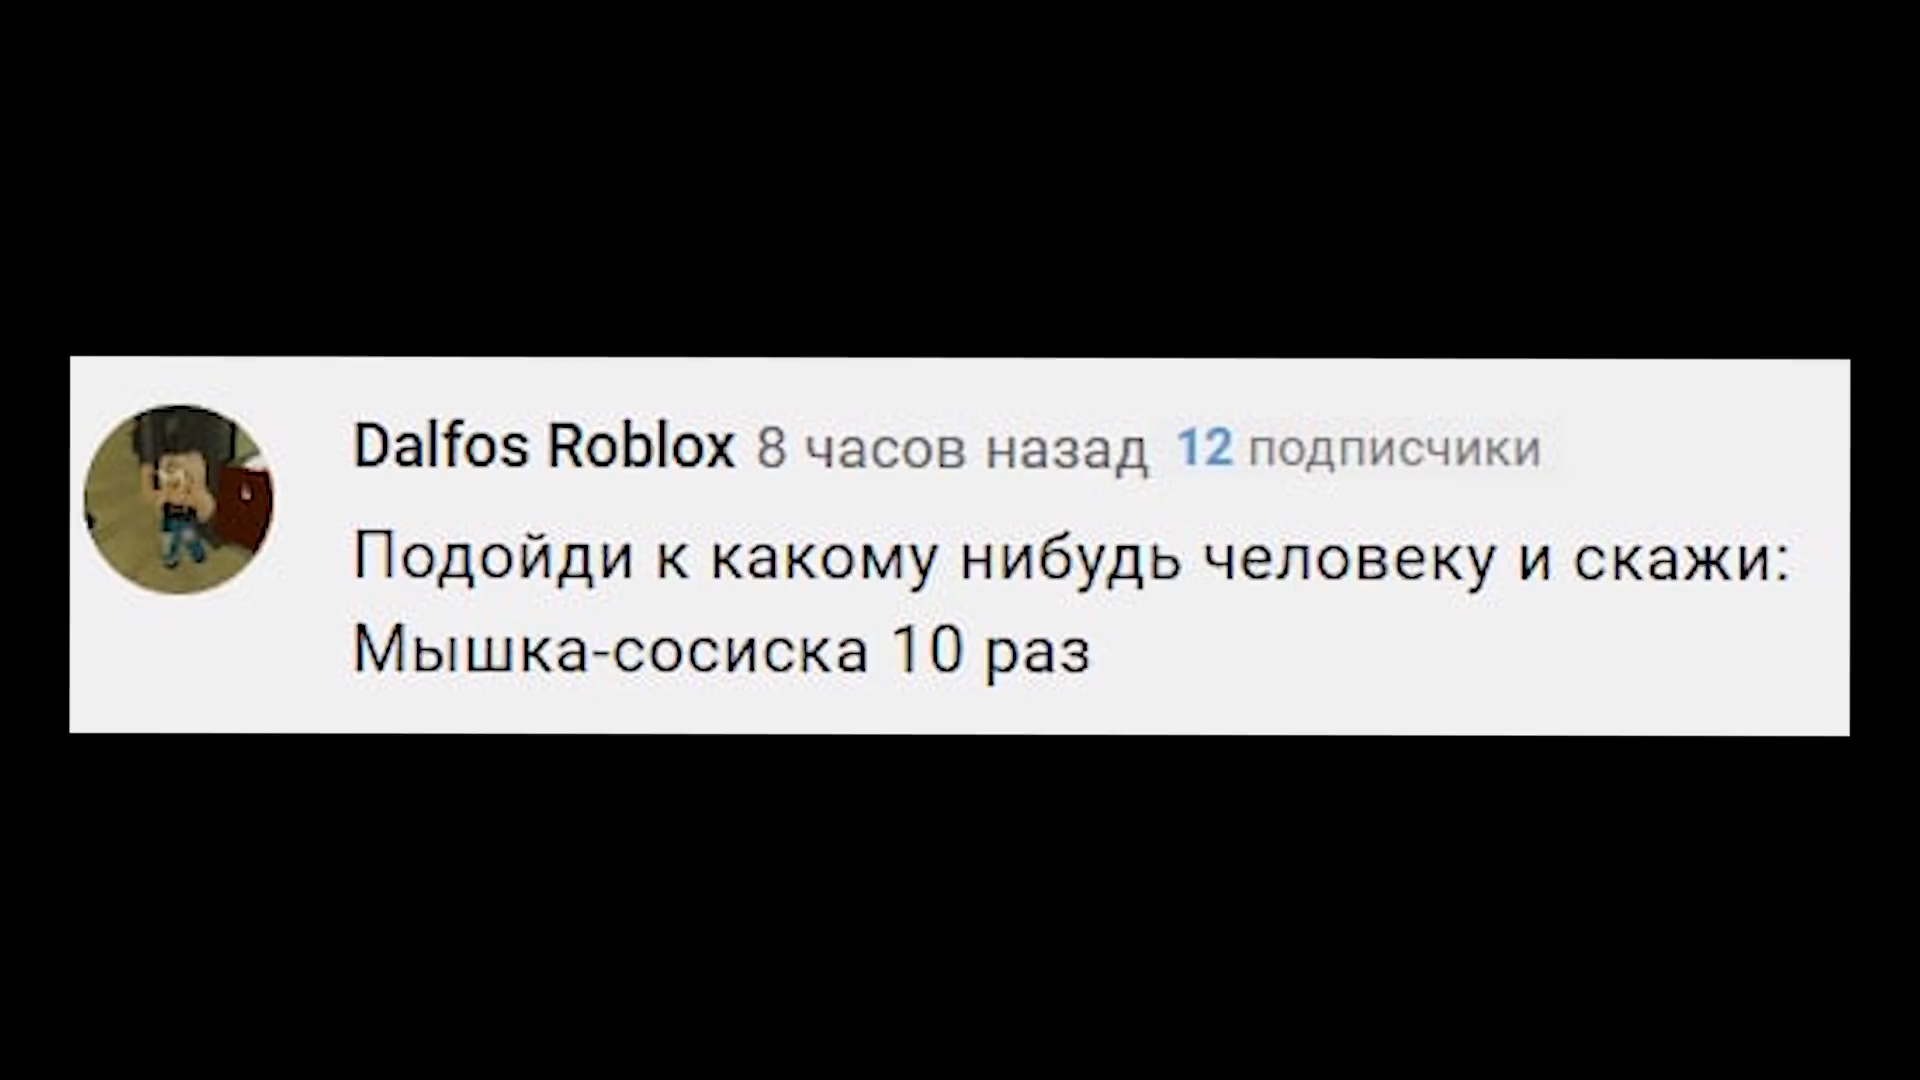 Dalfos Roblox 8 часов назад 12 подписчики
Подойди к какому нибудь человеку и скажи:
Мышка-сосиска 10 раз